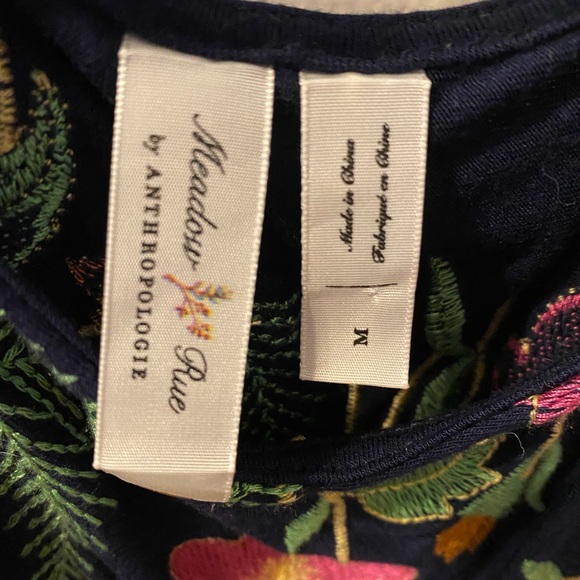 Meadow Rue
by ANTHROPOLOGIE
Made in China
Fabriqué en Chine
M